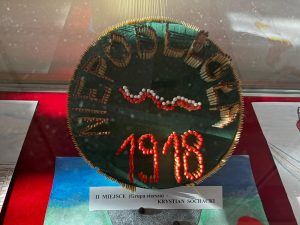 NIEPODLEGŁA
1918
II MIEJSCE (Grupa starsza)
KRYSTIAN SOCHACKI